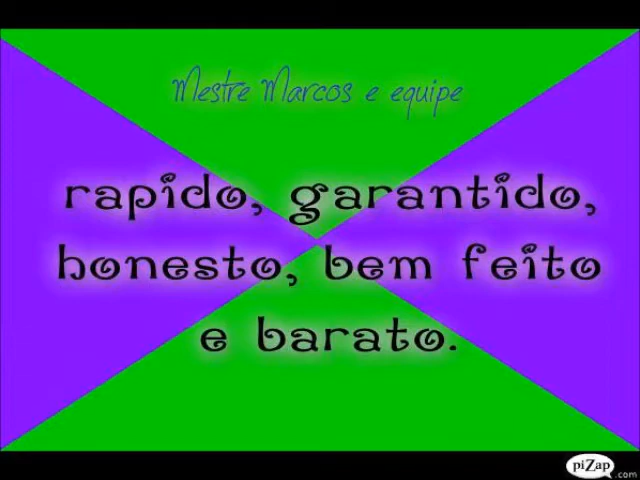 Mestre Marcos e equipe
rapido, garantido,
honesto, bem feito
e barato.
piZap
.com